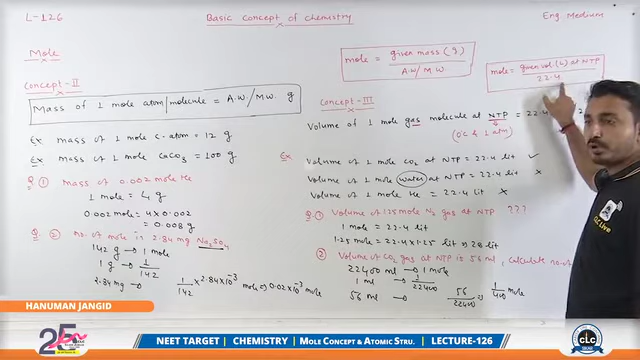 L-126
Basic Concept of chemistry
Eng. Medium
Mole
mole = given mass (g) / A.W/M.W.
mole = given vol. (L) at NTP / 22.4
Concept-II
Mass of 1 mole atom/molecule = A.W/M.W. g
Ex mass of 1 mole C-atom = 12 g
Ex mass of 1 mole CaCO3 = 100 g
Q. ① Mass of 0.002 mole He
1 mole = 4 g
0.002 mole = 4×0.002
= 0.008 g
Q. ② no. of mole in 2.84 mg Na2SO4
142 g → 1 mole
1 g → 1/142
2.84 mg → 1/142 × 2.84×10⁻³ mole ⇒ 0.02×10⁻³ mole
Concept-III
Volume of 1 mole gas molecule at NTP = 22.4
(0°C & 1 atm)
Ex Volume of 1 mole CO2 at NTP = 22.4 lit ✓
Volume of 1 mole water at NTP = 22.4 lit ×
Volume of 1 mole He = 22.4 lit ×
Q. ① Volume of 1.25 mole N2 gas at NTP ???
1 mole = 22.4 lit
1.25 mole = 22.4×1.25 lit ⇒ 28 lit
② Volume of CO2 gas at NTP is 56 ml, calculate no. of
22400 ml → 1 mole
1 ml → 1/22400
56 ml → 56/22400 ⇒ 1/400 mole
CLC Live
HANUMAN JANGID
25
NEET TARGET | CHEMISTRY | MOLE CONCEPT & ATOMIC STRU. | LECTURE-126
CLC